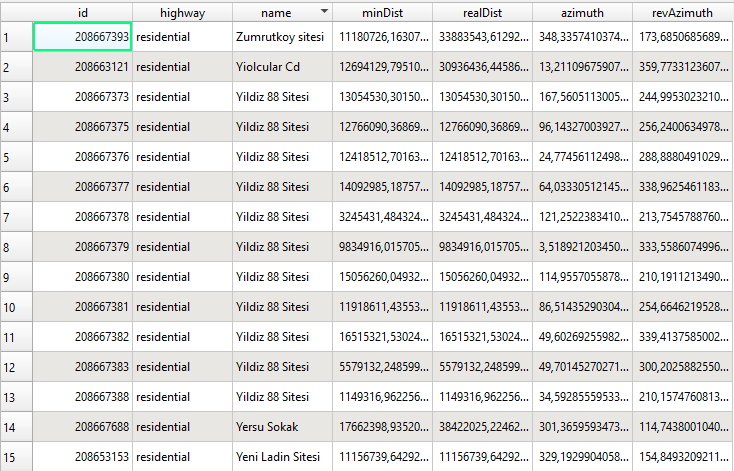 id highway name minDist realDist azimuth revAzimuth
1 208667393 residential Zumrutkoy sitesi 11180726,16307... 33883543,61292... 348,3357410374... 173,6850685689...
2 208663121 residential Yiolcular Cd 12694129,79510... 30936436,44586... 13,21109675907... 359,7733123607...
3 208667373 residential Yildiz 88 Sitesi 13054530,30150... 13054530,30150... 167,5605113005... 244,9953023210...
4 208667375 residential Yildiz 88 Sitesi 12766090,36869... 12766090,36869... 96,14327003927... 256,2400634978...
5 208667376 residential Yildiz 88 Sitesi 12418512,70163... 12418512,70163... 24,77456112498... 288,8880491029...
6 208667377 residential Yildiz 88 Sitesi 14092985,18757... 14092985,18757... 64,03330512145... 338,9625461183...
7 208667378 residential Yildiz 88 Sitesi 3245431,484324... 3245431,484324... 121,2522383410... 213,7545788760...
8 208667379 residential Yildiz 88 Sitesi 9834916,015705... 9834916,015705... 3,518921203450... 333,5586074996...
9 208667380 residential Yildiz 88 Sitesi 15056260,04932... 15056260,04932... 114,9557055878... 210,1911213490...
10 208667381 residential Yildiz 88 Sitesi 11918611,43553... 11918611,43553... 86,51435290304... 254,6646219528...
11 208667382 residential Yildiz 88 Sitesi 16515321,53024... 16515321,53024... 49,60269255982... 339,4137585002...
12 208667383 residential Yildiz 88 Sitesi 5579132,248599... 5579132,248599... 49,70145270271... 300,2025882550...
13 208667388 residential Yildiz 88 Sitesi 1149316,962256... 1149316,962256... 34,59285559533... 210,1574760813...
14 208667688 residential Yersu Sokak 17662398,93520... 38422025,22462... 301,3659593473... 114,7438001040...
15 208653153 residential Yeni Ladin Sitesi 11156739,64292... 11156739,64292... 329,1929904058... 154,8493209211...